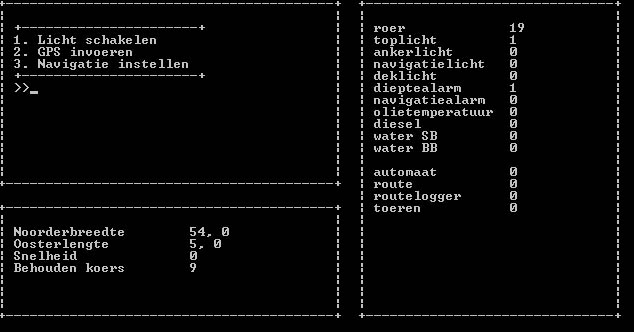 1. Licht schakelen
2. GPS invoeren
3. Navigatie instellen
>>_
Noorderbreedte 54, 0
Oosterlengte 5, 0
Snelheid 0
Behouden koers 9
roer 19
toplicht 1
ankerlicht 0
navigatielicht 0
deklicht 0
dieptealarm 1
navigatiealarm 0
olietemperatuur 0
diesel 0
water SB 0
water BB 0
automaat 0
route 0
routelogger 0
toeren 0